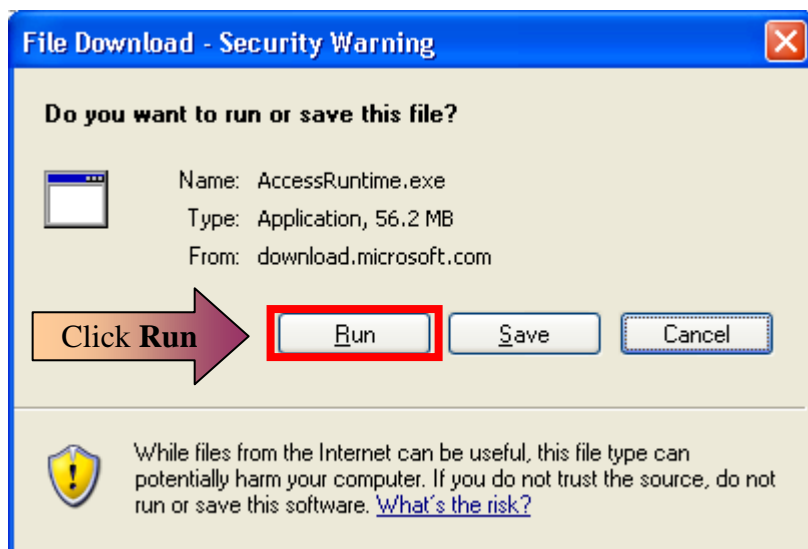 File Download - Security Warning
Do you want to run or save this file?
Name: AccessRuntime.exe
Type: Application, 56.2 MB
From: download.microsoft.com
Click Run
Run Save Cancel
While files from the Internet can be useful, this file type can
potentially harm your computer. If you do not trust the source, do not
run or save this software. What's the risk?